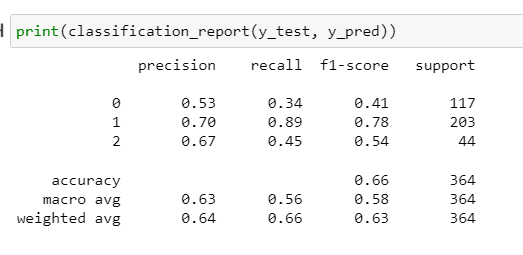 print(classification_report(y_test, y_pred))
precision recall f1-score support
0 0.53 0.34 0.41 117
1 0.70 0.89 0.78 203
2 0.67 0.45 0.54 44
accuracy 0.66 364
macro avg 0.63 0.56 0.58 364
weighted avg 0.64 0.66 0.63 364